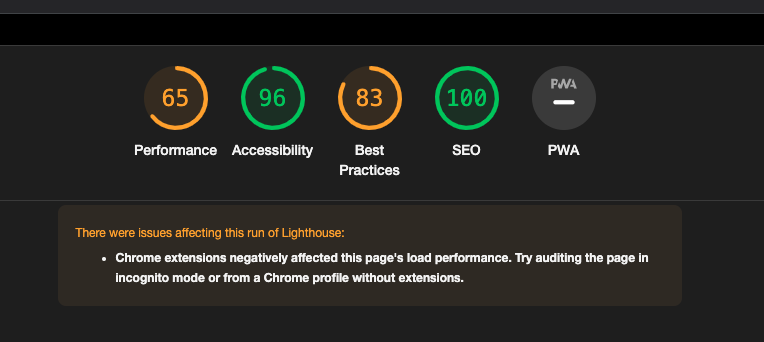 65
96
83
100
PWA
Performance
Accessibility
Best
Practices
SEO
PWA
There were issues affecting this run of Lighthouse:
• Chrome extensions negatively affected this page's load performance. Try auditing the page in
incognito mode or from a Chrome profile without extensions.